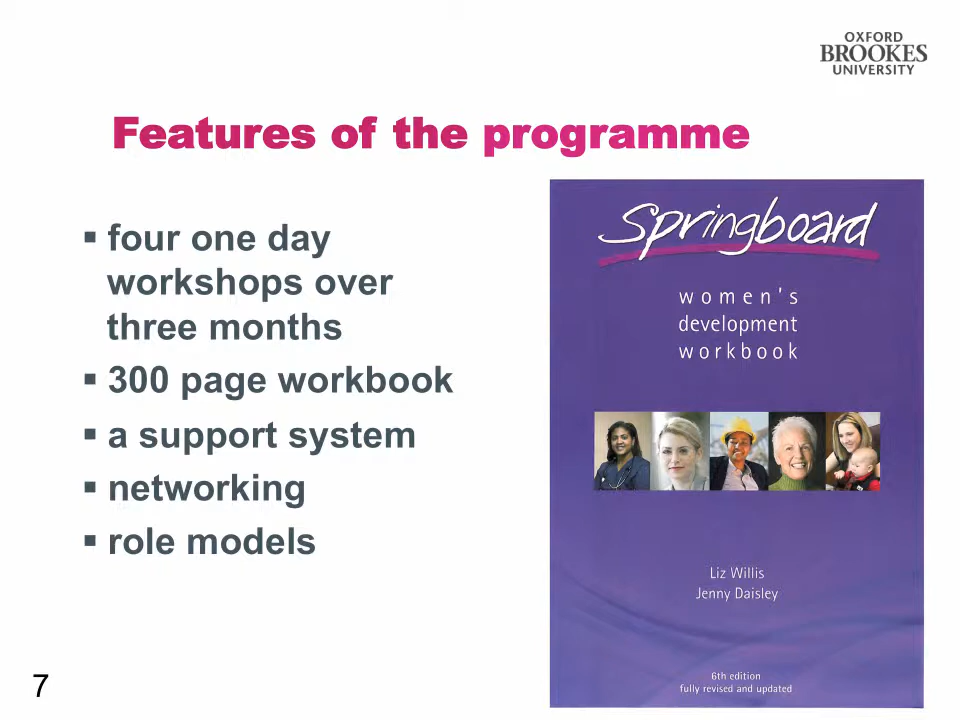 OXFORD
BROOKES
UNIVERSITY
Features of the programme
▪ four one day
workshops over
three months
▪ 300 page workbook
▪ a support system
▪ networking
▪ role models
Springboard
women's
development
workbook
Liz Willis
Jenny Daisley
6th edition
fully revised and updated
7